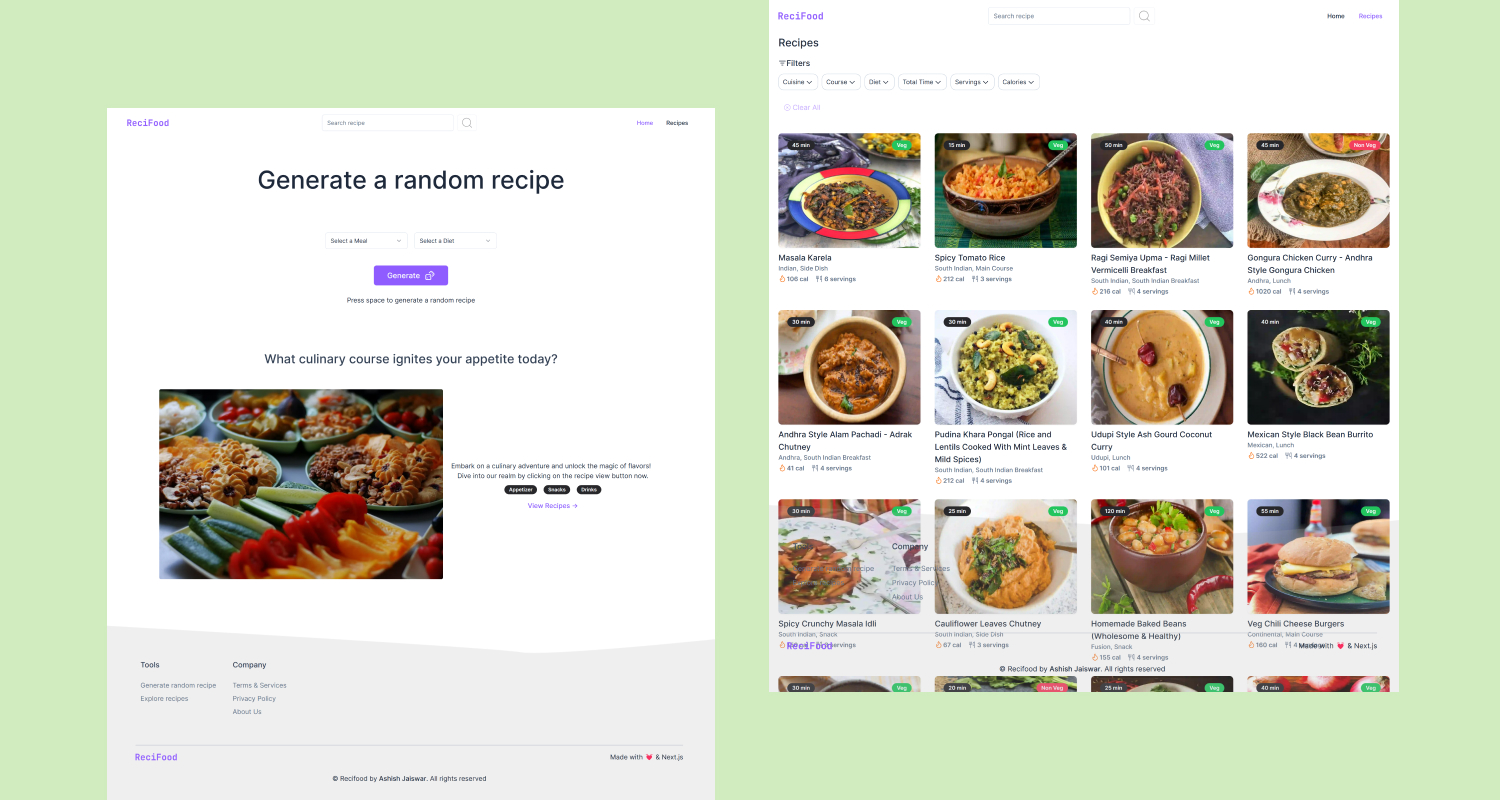 ReciFood
Search recipe
Home
Recipes
Generate a random recipe
Select a Meal
Select a Diet
Generate
Press space to generate a random recipe
What culinary course ignites your appetite today?
Embark on a culinary adventure and unlock the magic of flavors!
Dive into our realm by clicking on the recipe view button now.
Appetizer
Snacks
Drinks
View Recipes →
Tools
Company
Generate random recipe
Terms & Services
Explore recipes
Privacy Policy
About Us
ReciFood
Made with 💓 & Next.js
© Recifood by Ashish Jaiswar. All rights reserved
ReciFood
Search recipe
Home
Recipes
Recipes
Filters
Cuisine
Course
Diet
Total Time
Servings
Calories
Clear All
45 min
Veg
Masala Karela
Indian, Side Dish
106 cal
6 servings
15 min
Veg
Spicy Tomato Rice
South Indian, Main Course
212 cal
3 servings
50 min
Veg
Ragi Semiya Upma - Ragi Millet
Vermicelli Breakfast
South Indian, South Indian Breakfast
216 cal
4 servings
45 min
Non Veg
Gongura Chicken Curry - Andhra
Style Gongura Chicken
Andhra, Lunch
1020 cal
4 servings
30 min
Veg
Andhra Style Alam Pachadi - Adrak
Chutney
Andhra, South Indian Breakfast
41 cal
4 servings
30 min
Veg
Pudina Khara Pongal (Rice and
Lentils Cooked With Mint Leaves &
Mild Spices)
South Indian, South Indian Breakfast
212 cal
4 servings
40 min
Veg
Udupi Style Ash Gourd Coconut
Curry
Udupi, Lunch
101 cal
4 servings
40 min
Veg
Mexican Style Black Bean Burrito
Mexican, Lunch
522 cal
4 servings
30 min
Veg
Spicy Crunchy Masala Idli
South Indian, Snack
servings
25 min
Veg
Cauliflower Leaves Chutney
South Indian, Side Dish
67 cal
3 servings
120 min
Veg
Homemade Baked Beans
(Wholesome & Healthy)
Fusion, Snack
155 cal
4 servings
55 min
Veg
Veg Chili Cheese Burgers
Continental, Main Course
160 cal
4
Tools
Company
recipe
Terms & Services
Privacy Policy
About Us
ReciFood
Made with 💓 & Next.js
© Recifood by Ashish Jaiswar. All rights reserved
30 min
Veg
20 min
Non Veg
25 min
Veg
40 min
Veg